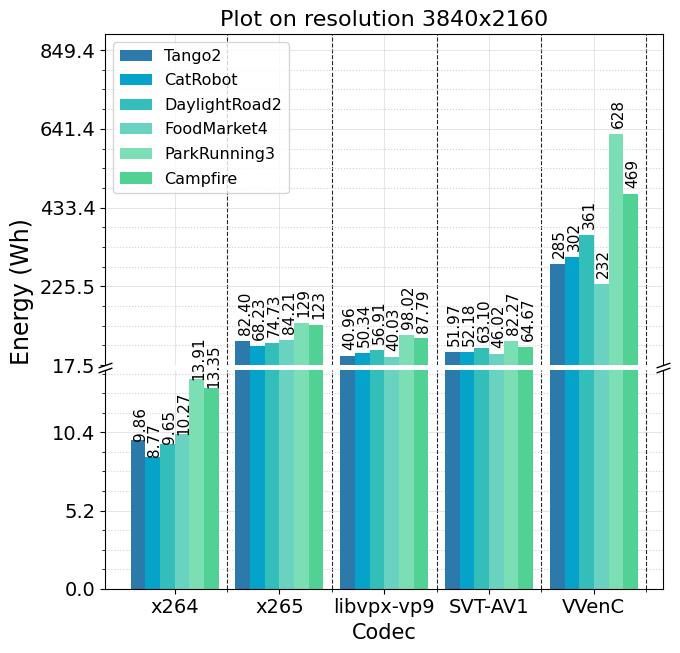 Plot on resolution 3840x2160
Energy (Wh)
849.4
641.4
433.4
225.5
17.5
10.4
5.2
0.0
Tango2
CatRobot
DaylightRoad2
FoodMarket4
ParkRunning3
Campfire
9.86
8.77
9.65
10.27
13.91
13.35
82.40
68.23
74.73
84.21
129
123
40.96
50.34
56.91
40.03
98.02
87.79
51.97
52.18
63.10
46.02
82.27
64.67
285
302
361
232
628
469
x264
x265
libvpx-vp9
SVT-AV1
VVenC
Codec